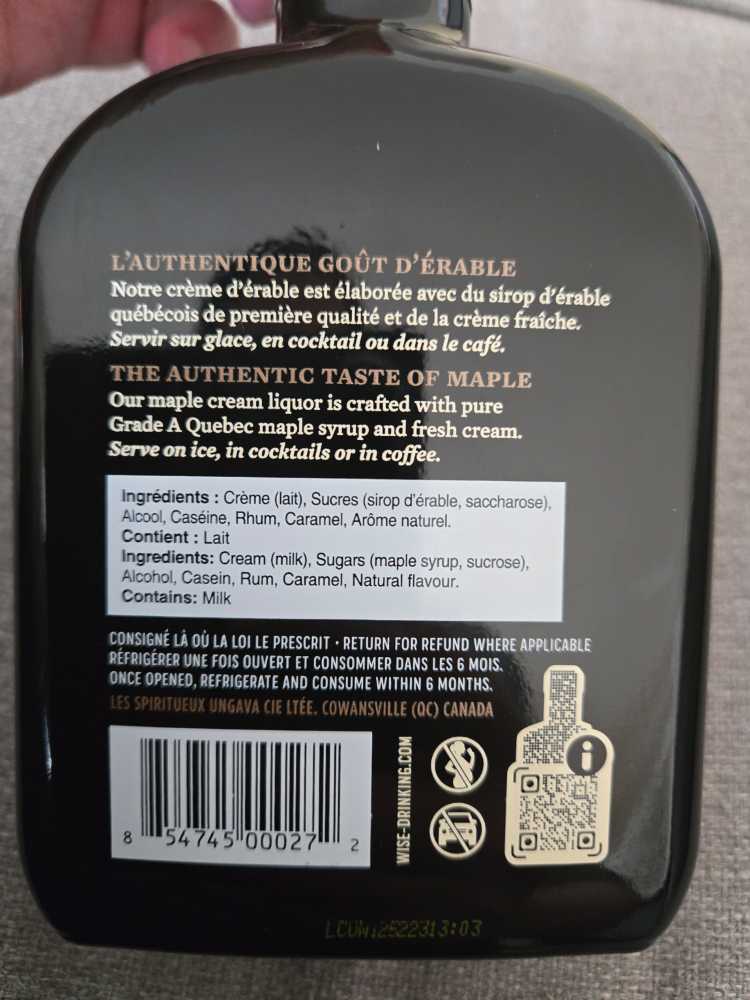 L'AUTHENTIQUE GOÛT D'ÉRABLE
Notre crème d'érable est élaborée avec du sirop d'érable
québécois de première qualité et de la crème fraîche.
Servir sur glace, en cocktail ou dans le café.
THE AUTHENTIC TASTE OF MAPLE
Our maple cream liquor is crafted with pure
Grade A Quebec maple syrup and fresh cream.
Serve on ice, in cocktails or in coffee.
Ingrédients : Crème (lait), Sucres (sirop d'érable, saccharose),
Alcool, Caséine, Rhum, Caramel, Arôme naturel.
Contient : Lait
Ingredients: Cream (milk), Sugars (maple syrup, sucrose),
Alcohol, Casein, Rum, Caramel, Natural flavour.
Contains: Milk
CONSIGNÉ LÀ OÙ LA LOI LE PRESCRIT • RETURN FOR REFUND WHERE APPLICABLE
RÉFRIGÉRER UNE FOIS OUVERT ET CONSOMMER DANS LES 6 MOIS.
ONCE OPENED, REFRIGERATE AND CONSUME WITHIN 6 MONTHS.
LES SPIRITUEUX UNGAVA CIE LTÉE. COWANSVILLE (QC) CANADA
8 54745 00027 2
WISE-DRINKING.COM
i